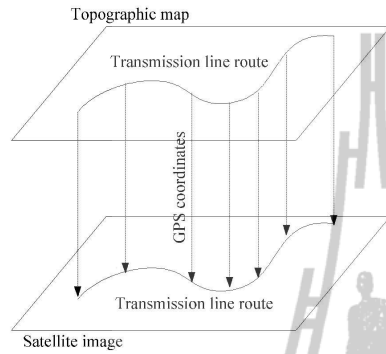 Topographic map
Transmission line route
GPS coordinates
Transmission line route
Satellite image